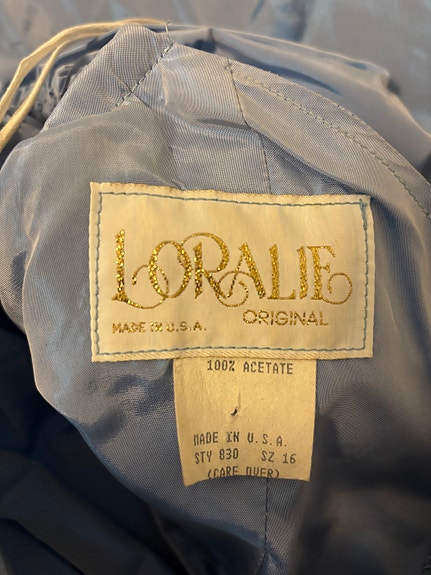 LORALIE
ORIGINAL
MADE IN U.S.A.
100% ACETATE
MADE IN U.S.A.
STY 830 SZ 16
(CARE OVER)